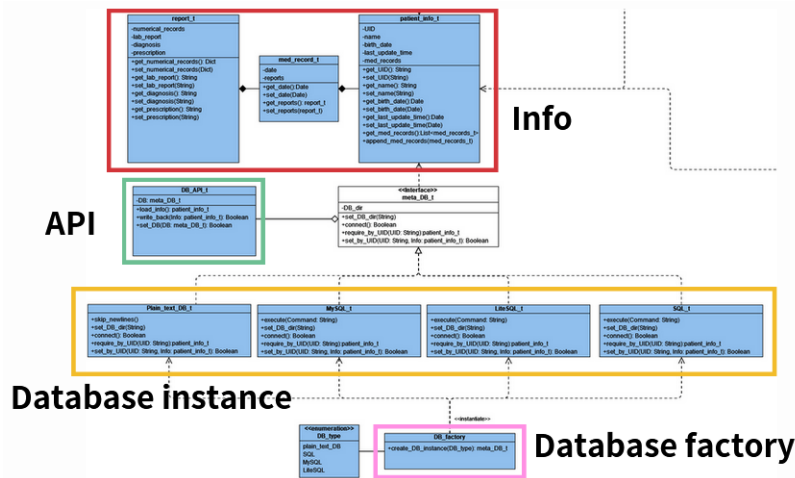 report_t
-numerical_records
-lab_report
-diagnosis
-prescription
+get_numerical_records(): Dict
+set_numerical_records(Dict)
+get_lab_report(): String
+set_lab_report(String)
+get_diagnosis(): String
+set_diagnosis(String)
+get_prescription(): String
+set_prescription(String)
med_record_t
-date
-reports
+get_date():Date
+set_date(Date)
+get_reports(): report_t
+set_reports(report_t)
patient_info_t
-UID
-name
-birth_date
-last_update_time
-med_records
+get_UID(): String
+set_UID(String)
+get_name(): String
+set_name(String)
+get_birth_date():Date
+set_birth_date(Date)
+get_last_update_time():Date
+set_last_update_time(Date)
+get_med_records():List<med_records_t>
+append_med_records(med_records_t)
Info
API
DB_API_t
-DB: meta_DB_t
+load_info(): patient_info_t
+write_back(Info: patient_info_t): Boolean
+set_DB(DB: meta_DB_t): Boolean
<<Interface>>
meta_DB_t
-DB_dir
+set_DB_dir(String)
+connect(): Boolean
+require_by_UID(UID: String):patient_info_t
+set_by_UID(UID: String, Info: patient_info_t): Boolean
Plain_text_DB_t
+skip_newlines()
+set_DB_dir(String)
+connect(): Boolean
+require_by_UID(UID: String):patient_info_t
+set_by_UID(UID: String, Info: patient_info_t): Boolean
MySQL_t
+execute(Command: String)
+set_DB_dir(String)
+connect(): Boolean
+require_by_UID(UID: String):patient_info_t
+set_by_UID(UID: String, Info: patient_info_t): Boolean
LiteSQL_t
+execute(Command: String)
+set_DB_dir(String)
+connect(): Boolean
+require_by_UID(UID: String):patient_info_t
+set_by_UID(UID: String, Info: patient_info_t): Boolean
SQL_t
+execute(Command: String)
+set_DB_dir(String)
+connect(): Boolean
+require_by_UID(UID: String):patient_info_t
+set_by_UID(UID: String, Info: patient_info_t): Boolean
Database instance
<<instantiate>>
<<enumeration>>
DB_type
plain_text_DB
SQL
MySQL
LiteSQL
DB_factory
+create_DB_instance(DB_type): meta_DB_t
Database factory